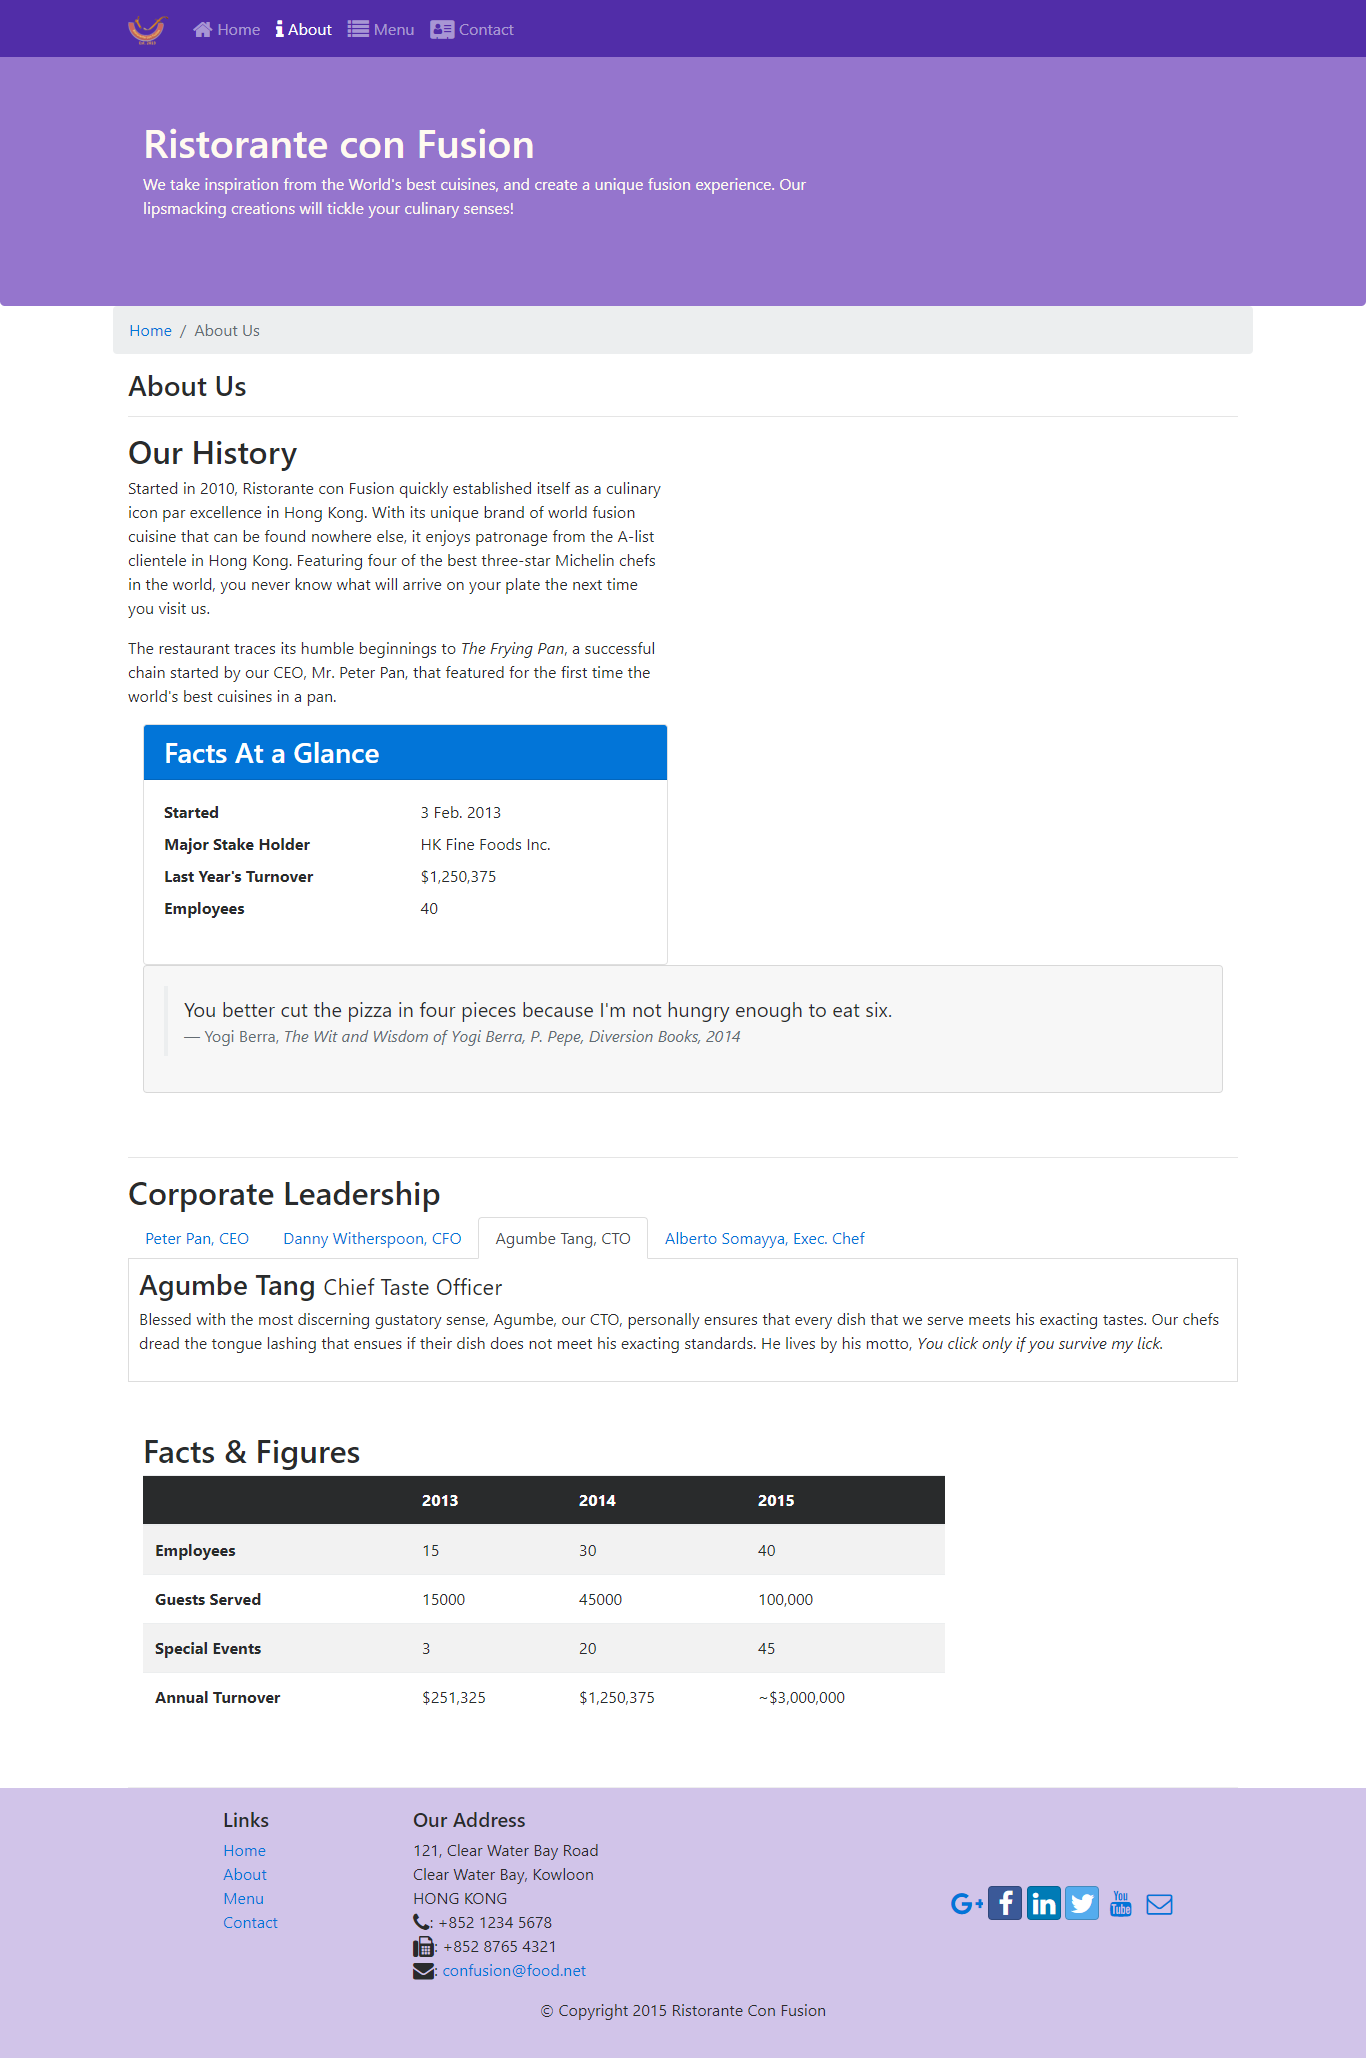 Home About Menu Contact
Ristorante con Fusion
We take inspiration from the World's best cuisines, and create a unique fusion experience. Our
lipsmacking creations will tickle your culinary senses!
Home / About Us
About Us
Our History
Started in 2010, Ristorante con Fusion quickly established itself as a culinary
icon par excellence in Hong Kong. With its unique brand of world fusion
cuisine that can be found nowhere else, it enjoys patronage from the A-list
clientele in Hong Kong. Featuring four of the best three-star Michelin chefs
in the world, you never know what will arrive on your plate the next time
you visit us.
The restaurant traces its humble beginnings to The Frying Pan, a successful
chain started by our CEO, Mr. Peter Pan, that featured for the first time the
world's best cuisines in a pan.
Facts At a Glance
Started 3 Feb. 2013
Major Stake Holder HK Fine Foods Inc.
Last Year's Turnover $1,250,375
Employees 40
You better cut the pizza in four pieces because I'm not hungry enough to eat six.
— Yogi Berra, The Wit and Wisdom of Yogi Berra, P. Pepe, Diversion Books, 2014
Corporate Leadership
Peter Pan, CEO Danny Witherspoon, CFO Agumbe Tang, CTO Alberto Somayya, Exec. Chef
Agumbe Tang Chief Taste Officer
Blessed with the most discerning gustatory sense, Agumbe, our CTO, personally ensures that every dish that we serve meets his exacting tastes. Our chefs
dread the tongue lashing that ensues if their dish does not meet his exacting standards. He lives by his motto, You click only if you survive my lick.
Facts & Figures
2013 2014 2015
Employees 15 30 40
Guests Served 15000 45000 100,000
Special Events 3 20 45
Annual Turnover $251,325 $1,250,375 ~$3,000,000
Links
Home
About
Menu
Contact
Our Address
121, Clear Water Bay Road
Clear Water Bay, Kowloon
HONG KONG
: +852 1234 5678
: +852 8765 4321
: confusion@food.net
G+ f in You Tube
© Copyright 2015 Ristorante Con Fusion